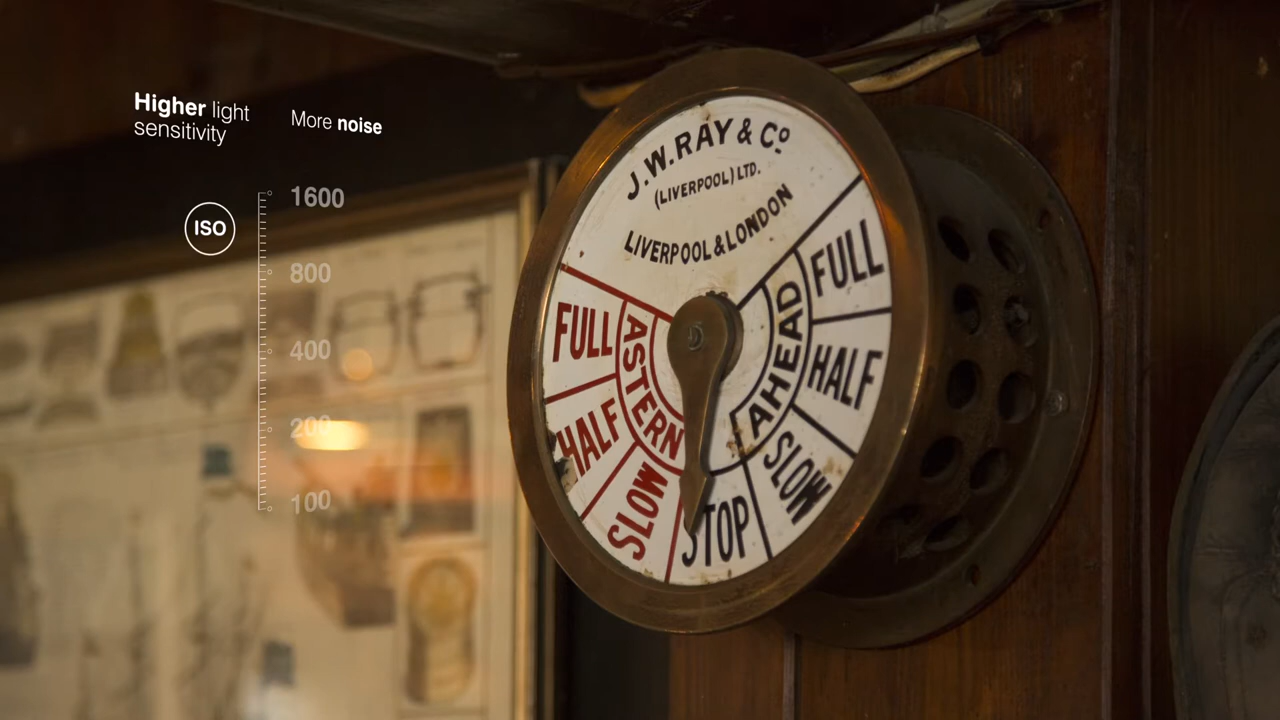 Higher light
sensitivity
More noise
ISO
1600
800
400
200
100
J.W.RAY & Co
(LIVERPOOL) LTD.
LIVERPOOL & LONDON
FULL
HALF
SLOW
ASTERN
STOP
SLOW
HALF
FULL
AHEAD